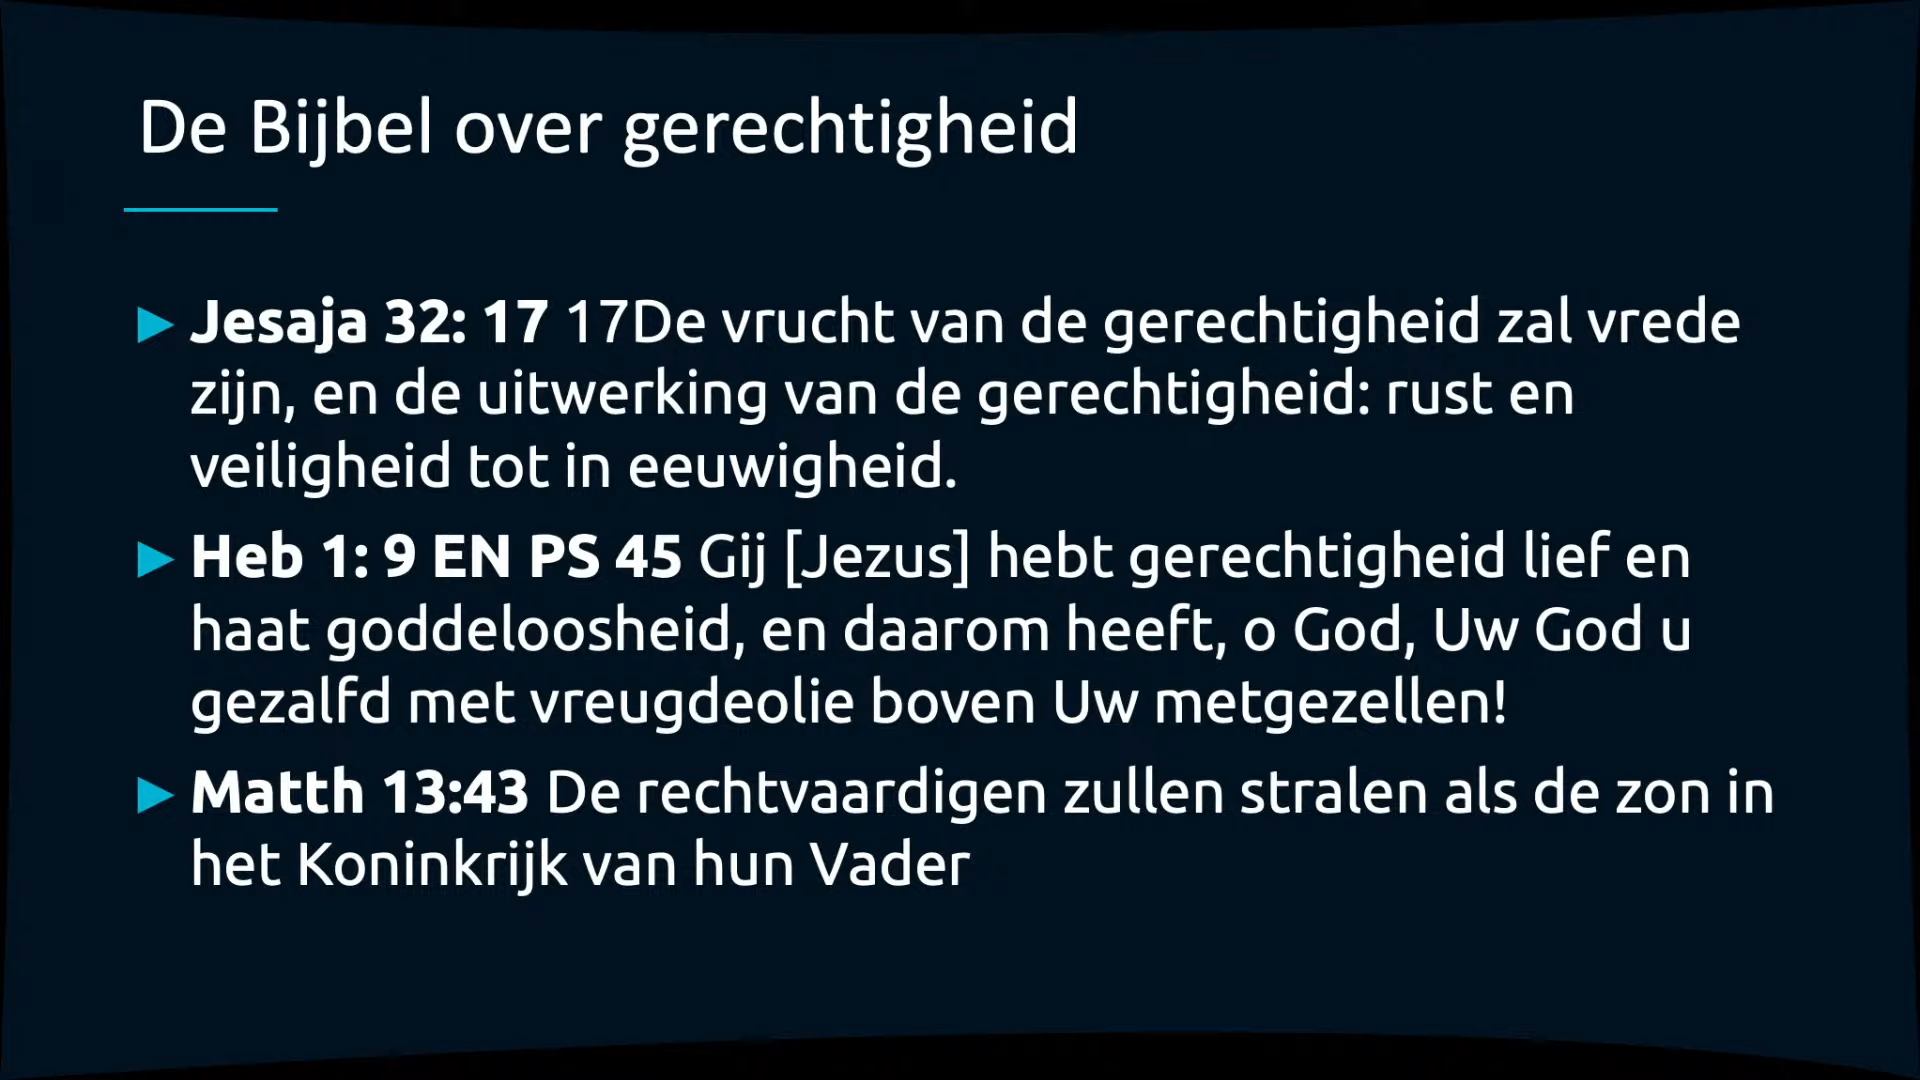 De Bijbel over gerechtigheid
Jesaja 32: 17 17De vrucht van de gerechtigheid zal vrede
zijn, en de uitwerking van de gerechtigheid: rust en
veiligheid tot in eeuwigheid.
Heb 1: 9 EN PS 45 Gij [Jezus] hebt gerechtigheid lief en
haat goddeloosheid, en daarom heeft, o God, Uw God u
gezalfd met vreugdeolie boven Uw metgezellen!
Matth 13:43 De rechtvaardigen zullen stralen als de zon in
het Koninkrijk van hun Vader